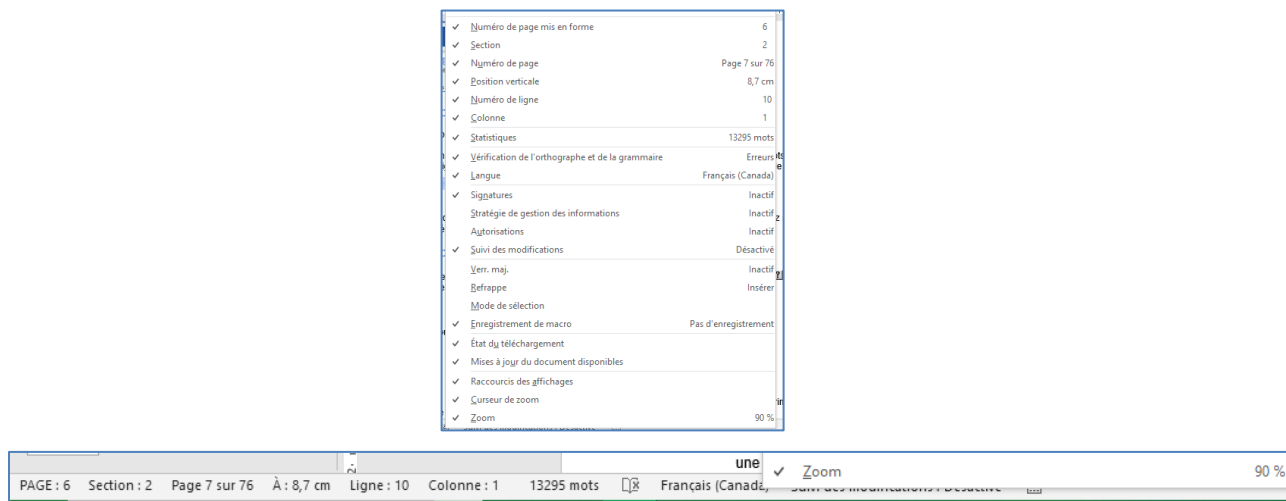 Numéro de page mis en forme 6
Section 2
Numéro de page Page 7 sur 76
Position verticale 8,7 cm
Numéro de ligne 10
Colonne 1
Statistiques 13295 mots
Vérification de l'orthographe et de la grammaire Erreurs
Langue Français (Canada)
Signatures Inactif
Stratégie de gestion des informations Inactif
Autorisations Inactif
Suivi des modifications Désactivé
Verr. maj. Inactif
Refrappe Insérer
Mode de sélection
Enregistrement de macro Pas d'enregistrement
État du téléchargement
Mises à jour du document disponibles
Raccourcis des affichages
Curseur de zoom
Zoom 90 %
une
Zoom 90 %
PAGE : 6 Section : 2 Page 7 sur 76 À : 8,7 cm Ligne : 10 Colonne : 1 13295 mots Français (Canada)